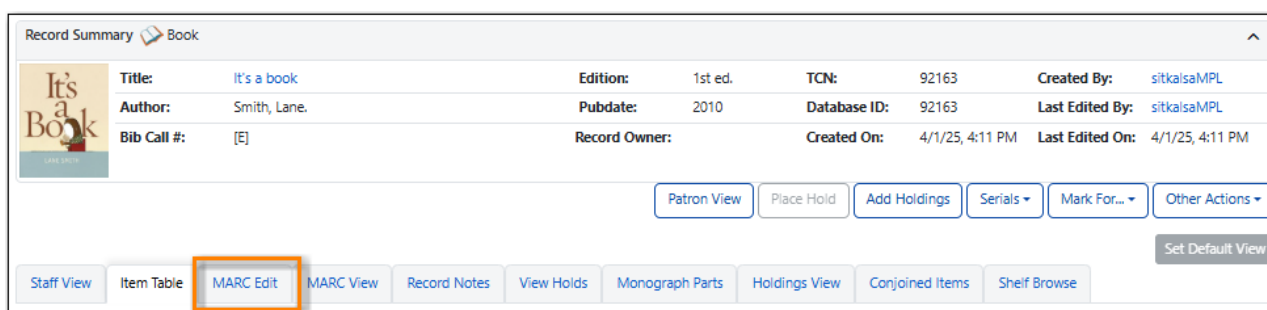 Record Summary Book
It's a Book
LANE SMITH
Title: It's a book Edition: 1st ed. TCN: 92163 Created By: sitkalsaMPL
Author: Smith, Lane. Pubdate: 2010 Database ID: 92163 Last Edited By: sitkalsaMPL
Bib Call #: [E] Record Owner: Created On: 4/1/25, 4:11 PM Last Edited On: 4/1/25, 4:11 PM
Patron View Place Hold Add Holdings Serials Mark For... Other Actions
Set Default View
Staff View Item Table MARC Edit MARC View Record Notes View Holds Monograph Parts Holdings View Conjoined Items Shelf Browse